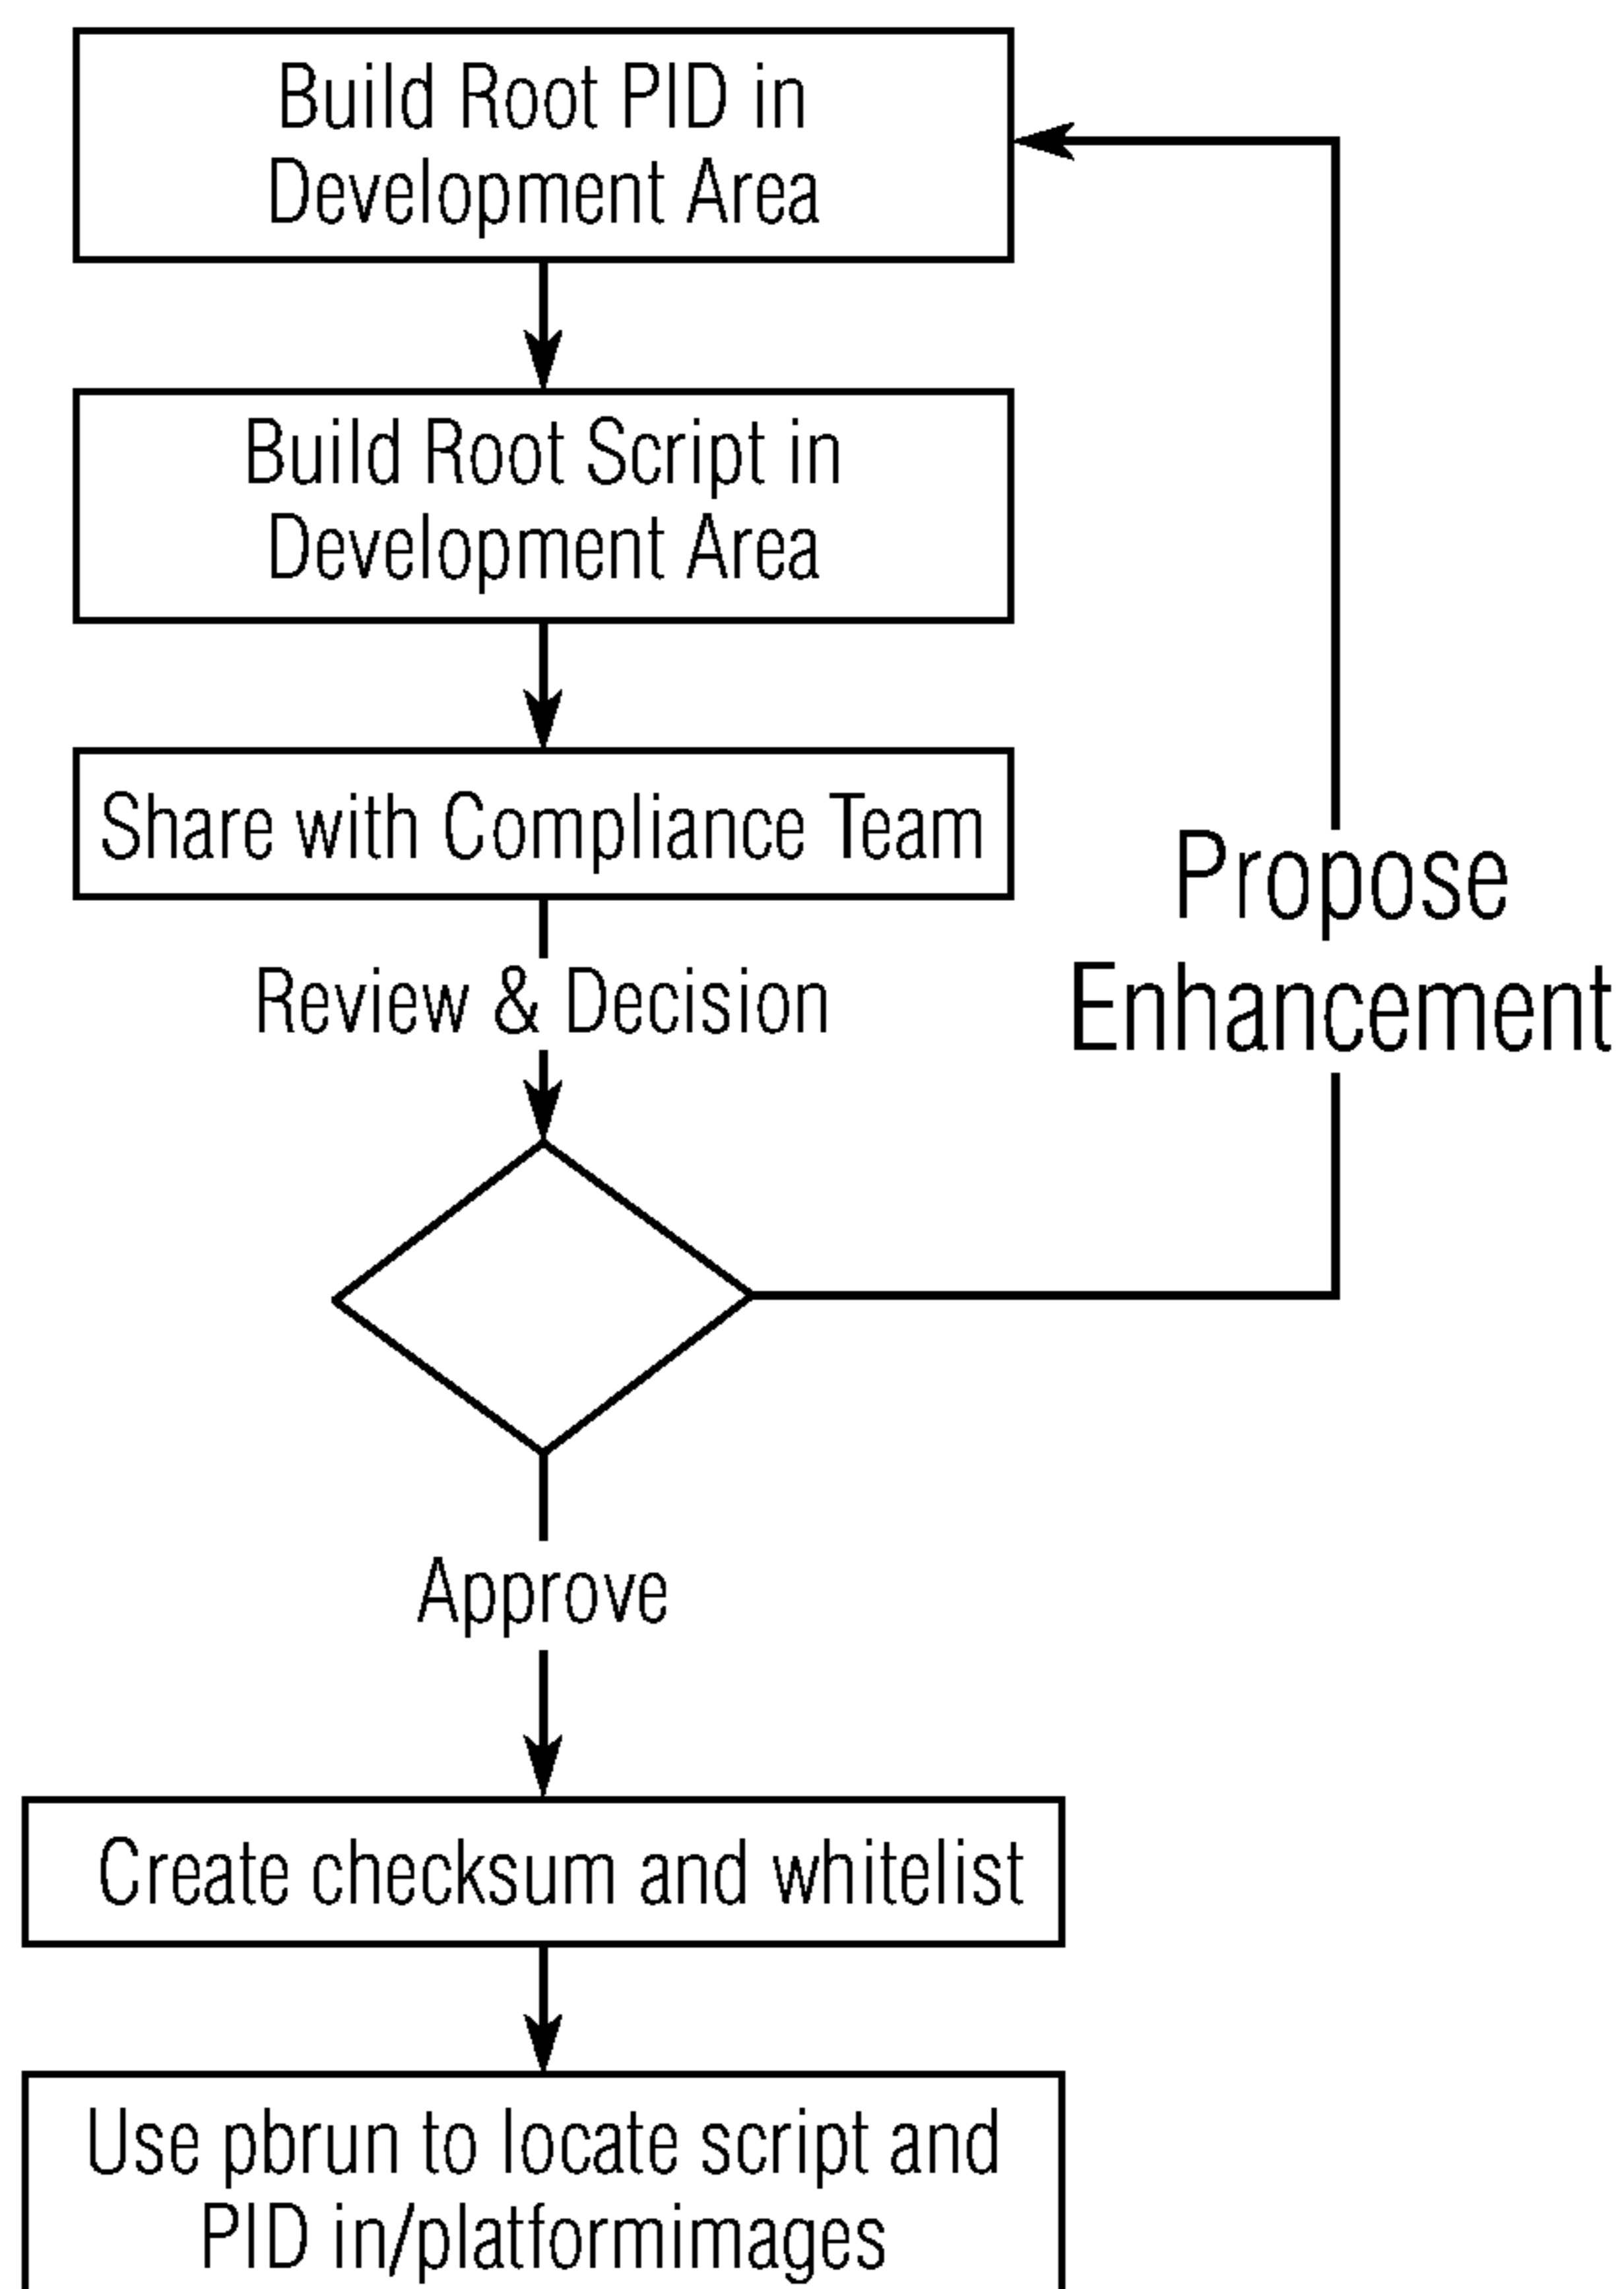 Build Root PID in
Development Area
Build Root Script in
Development Area
Share with Compliance Team
Review & Decision
Propose
Enhancement
Approve
Create checksum and whitelist
Use pbrun to locate script and
PID in/platformimages